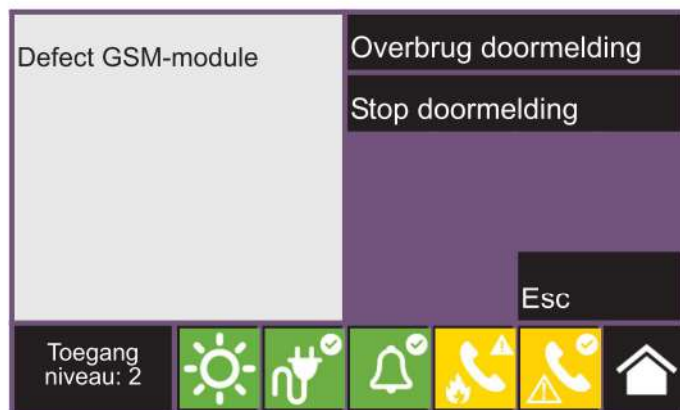 Defect GSM-module
Overbrug doormelding
Stop doormelding
Esc
Toegang
niveau: 2